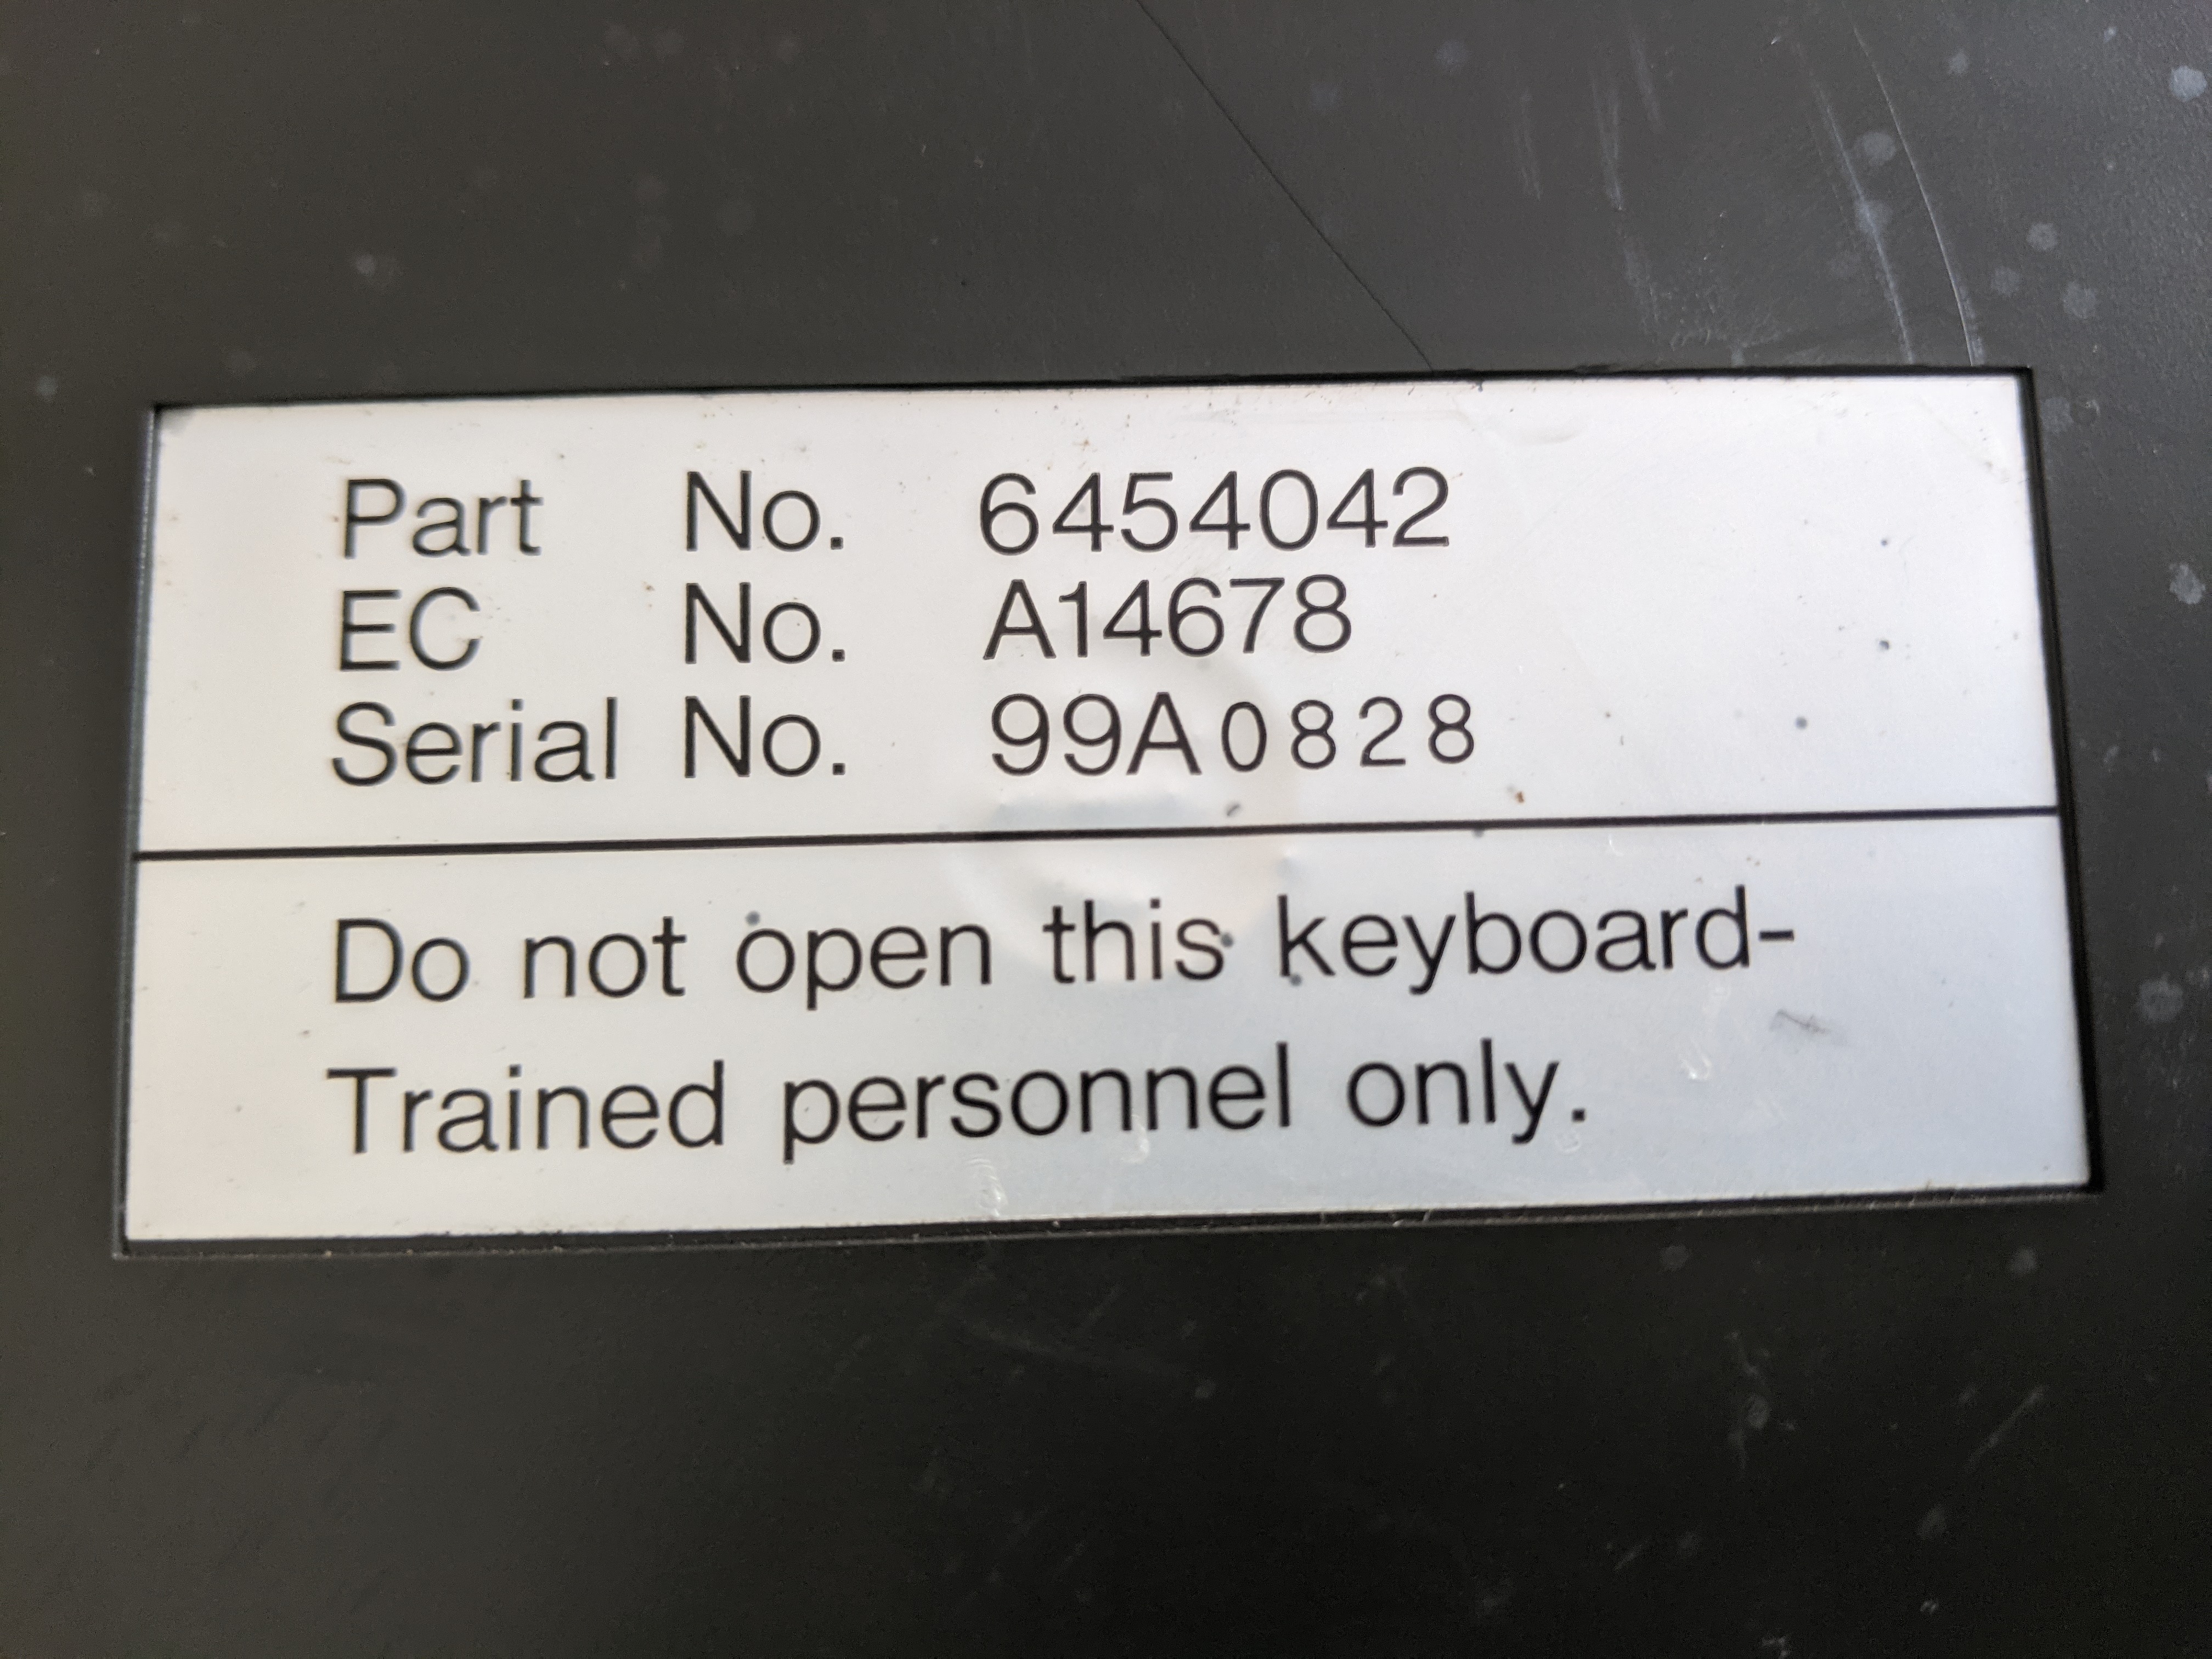 Part No. 6454042
EC No. A14678
Serial No. 99A0828
Do not open this keyboard-
Trained personnel only.